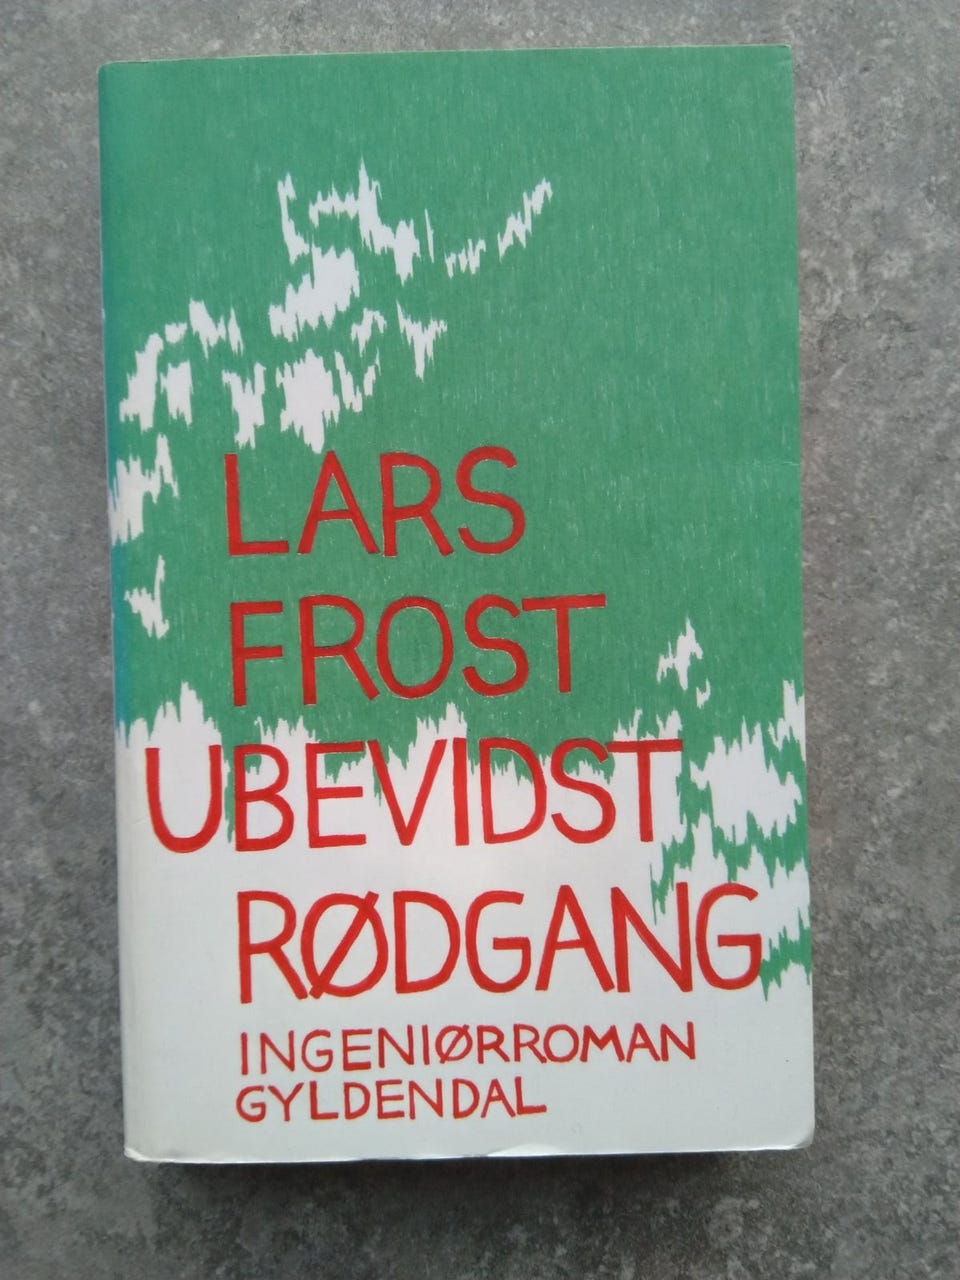 LARS
FROST
UBEVIDST
RØDGANG
INGENIØRROMAN
GYLDENDAL